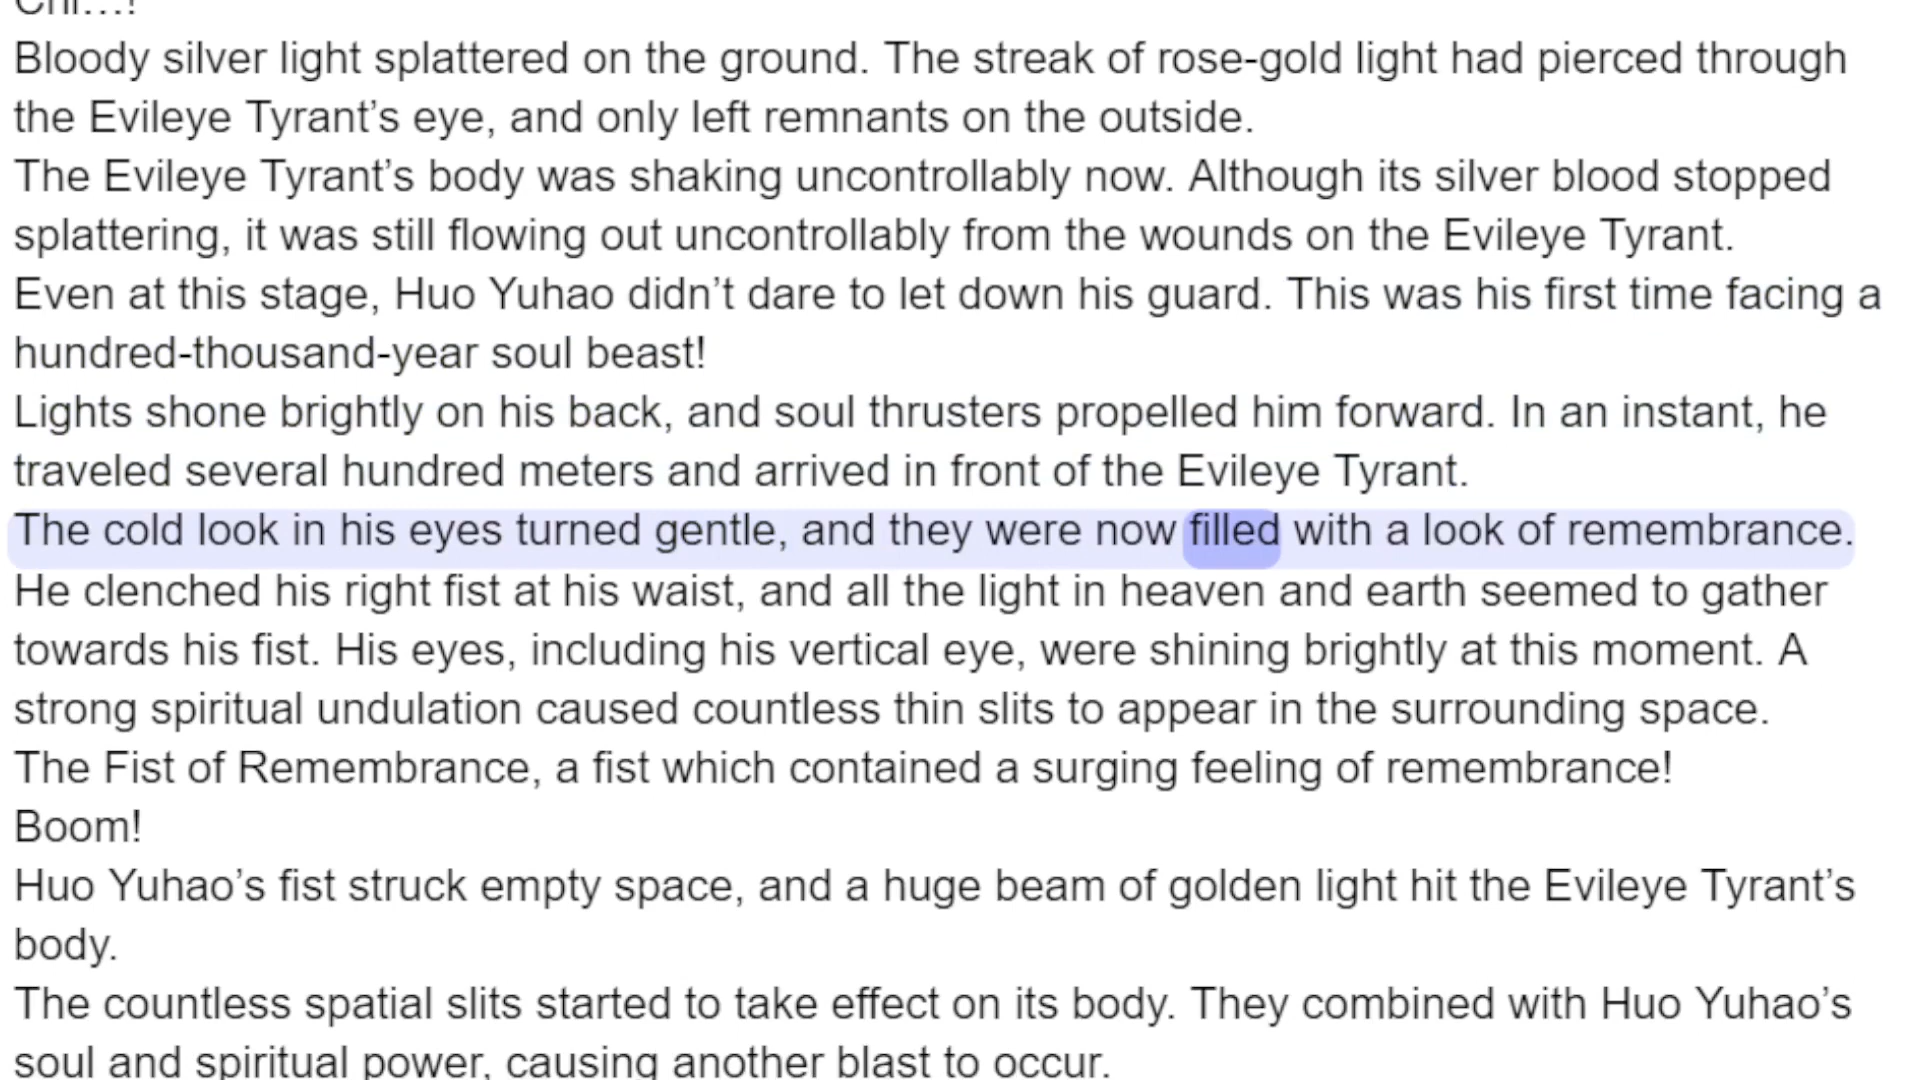 Chi…!
Bloody silver light splattered on the ground. The streak of rose-gold light had pierced through
the Evileye Tyrant’s eye, and only left remnants on the outside.
The Evileye Tyrant’s body was shaking uncontrollably now. Although its silver blood stopped
splattering, it was still flowing out uncontrollably from the wounds on the Evileye Tyrant.
Even at this stage, Huo Yuhao didn’t dare to let down his guard. This was his first time facing a
hundred-thousand-year soul beast!
Lights shone brightly on his back, and soul thrusters propelled him forward. In an instant, he
traveled several hundred meters and arrived in front of the Evileye Tyrant.
The cold look in his eyes turned gentle, and they were now filled with a look of remembrance.
He clenched his right fist at his waist, and all the light in heaven and earth seemed to gather
towards his fist. His eyes, including his vertical eye, were shining brightly at this moment. A
strong spiritual undulation caused countless thin slits to appear in the surrounding space.
The Fist of Remembrance, a fist which contained a surging feeling of remembrance!
Boom!
Huo Yuhao’s fist struck empty space, and a huge beam of golden light hit the Evileye Tyrant’s
body.
The countless spatial slits started to take effect on its body. They combined with Huo Yuhao’s
soul and spiritual power, causing another blast to occur.